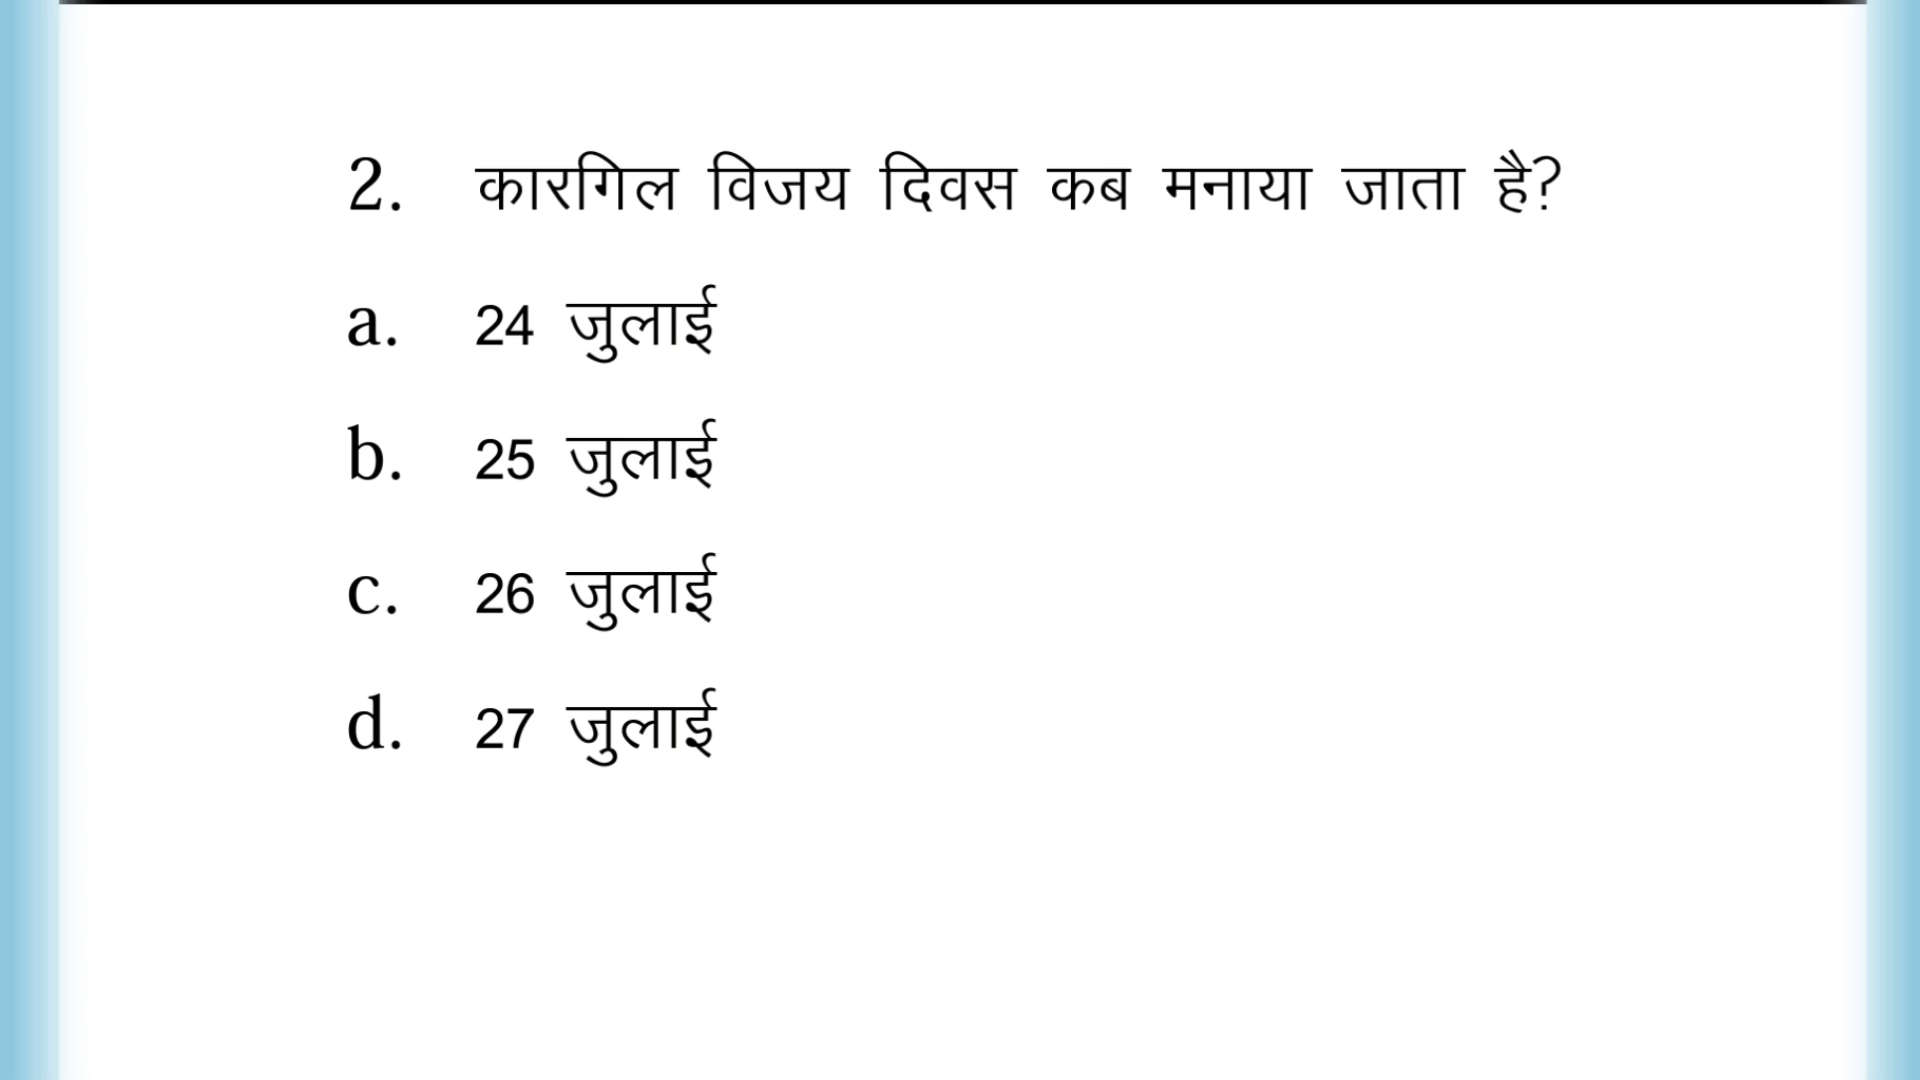 2. कारगिल विजय दिवस कब मनाया जाता है?
a. 24 जुलाई
b. 25 जुलाई
c. 26 जुलाई
d. 27 जुलाई